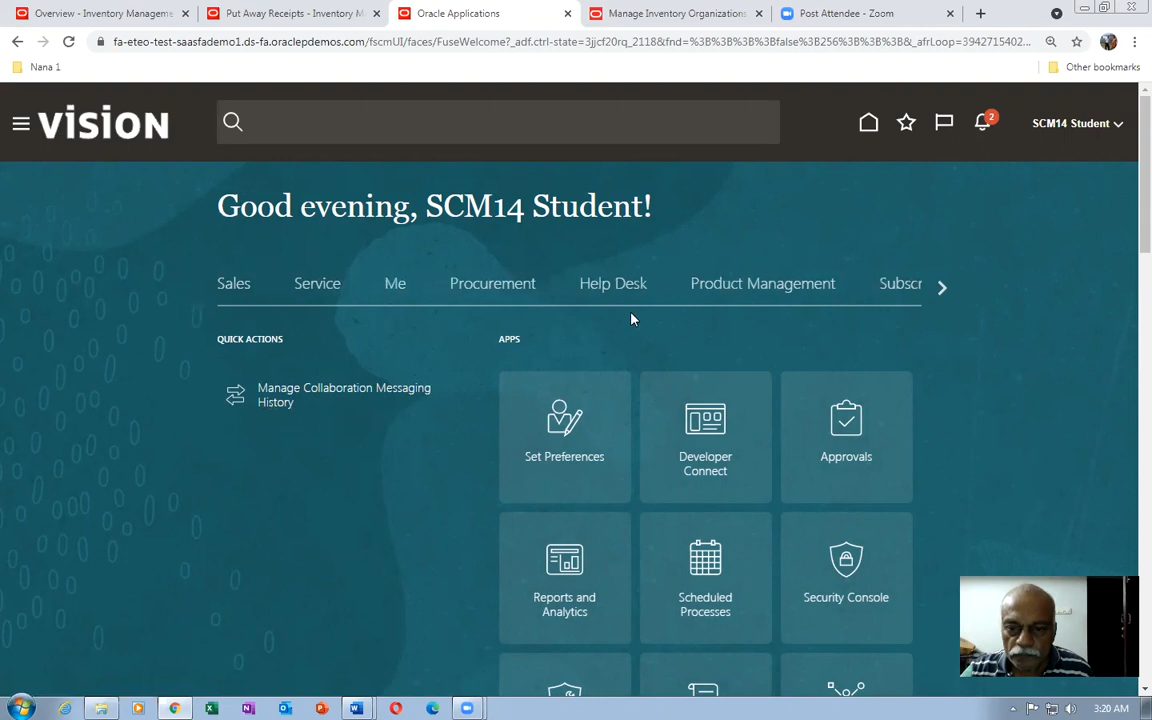 Overview - Inventory Manageme
Put Away Receipts - Inventory M
Oracle Applications
Manage Inventory Organizations
Post Attendee - Zoom
fa-eteo-test-saasfademo1.ds-fa.oraclepdemos.com/fscmUI/faces/FuseWelcome?_adf.ctrl-state=3jjcf20rq_2118&fnd=%3B%3B%3B%3Bfalse%3B256%3B%3B%3B&_afrLoop=3942715402...
Nana 1
Other bookmarks
VISION
2
SCM14 Student
Good evening, SCM14 Student!
Sales
Service
Me
Procurement
Help Desk
Product Management
Subscr
QUICK ACTIONS
APPS
Manage Collaboration Messaging
History
Set Preferences
Developer
Connect
Approvals
Reports and
Analytics
Scheduled
Processes
Security Console
3:20 AM